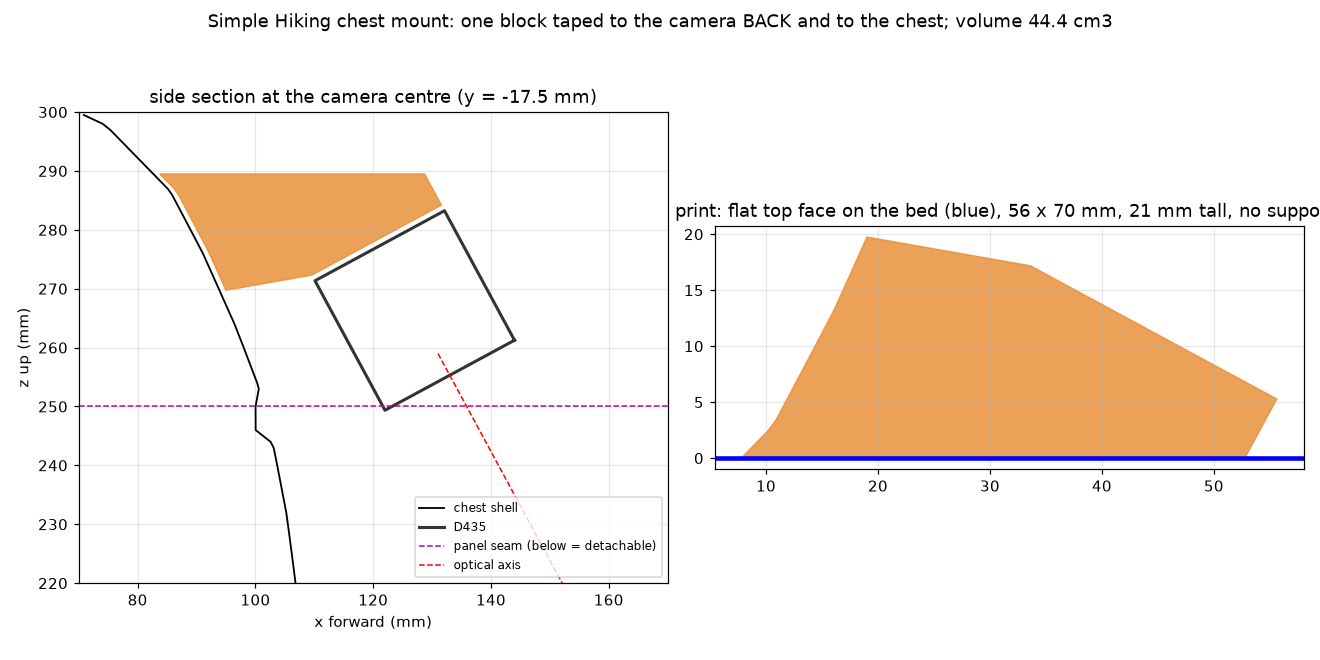 Simple Hiking chest mount: one block taped to the camera BACK and to the chest; volume 44.4 cm3
side section at the camera centre (y = -17.5 mm)
300
290
280
270
260
250
240
230
220
z up (mm)
80
100
120
140
160
x forward (mm)
chest shell
D435
panel seam (below = detachable)
optical axis
print: flat top face on the bed (blue), 56 x 70 mm, 21 mm tall, no suppo
20
15
10
5
0
10
20
30
40
50